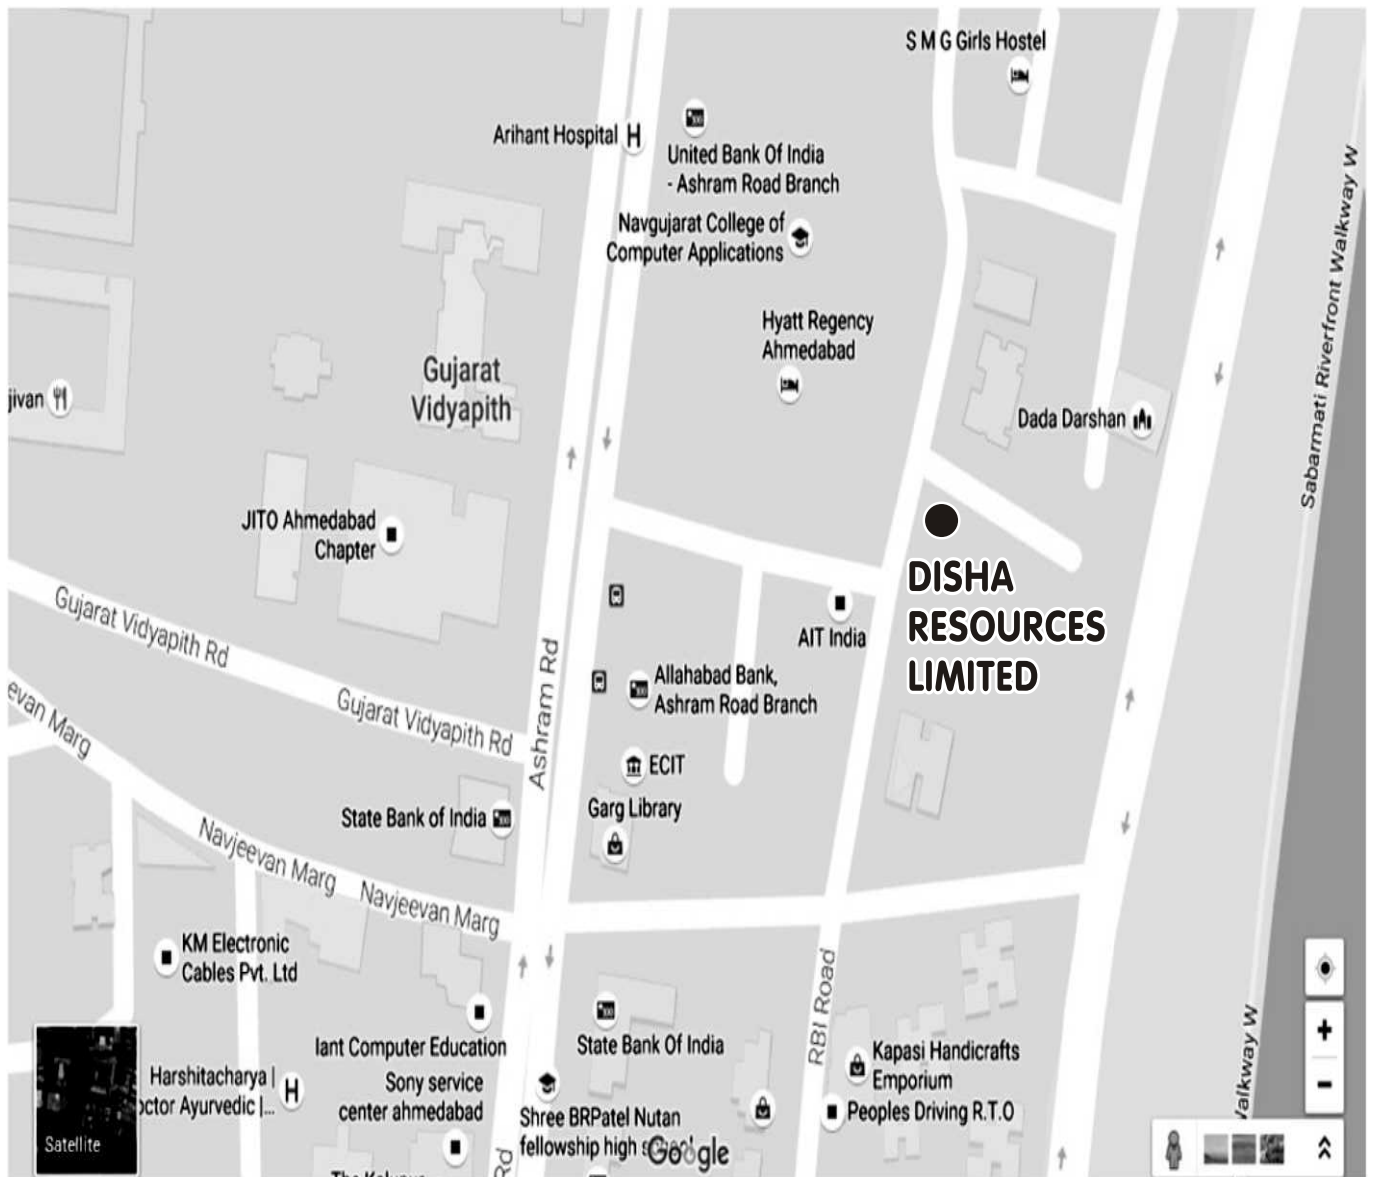 S M G Girls Hostel
Arihant Hospital H
United Bank Of India
- Ashram Road Branch
Navgujarat College of
Computer Applications
Hyatt Regency
Ahmedabad
Gujarat
Vidyapith
jivan
Dada Darshan
Sabarmati Riverfront Walkway W
JITO Ahmedabad
Chapter
DISHA
RESOURCES
LIMITED
AIT India
Gujarat Vidyapith Rd
Gujarat Vidyapith Rd
Ashram Rd
Allahabad Bank,
Ashram Road Branch
evan Marg
ECIT
Garg Library
State Bank of India
Navjeevan Marg
Navjeevan Marg
KM Electronic
Cables Pvt. Ltd
RBI Road
lant Computer Education
State Bank Of India
Kapasi Handicrafts
Emporium
Harshitacharya |
octor Ayurvedic |...
H
Sony service
center ahmedabad
Shree BRPatel Nutan
fellowship high
Peoples Driving R.T.O
Walkway W
Rd
Google
Satellite
+
-